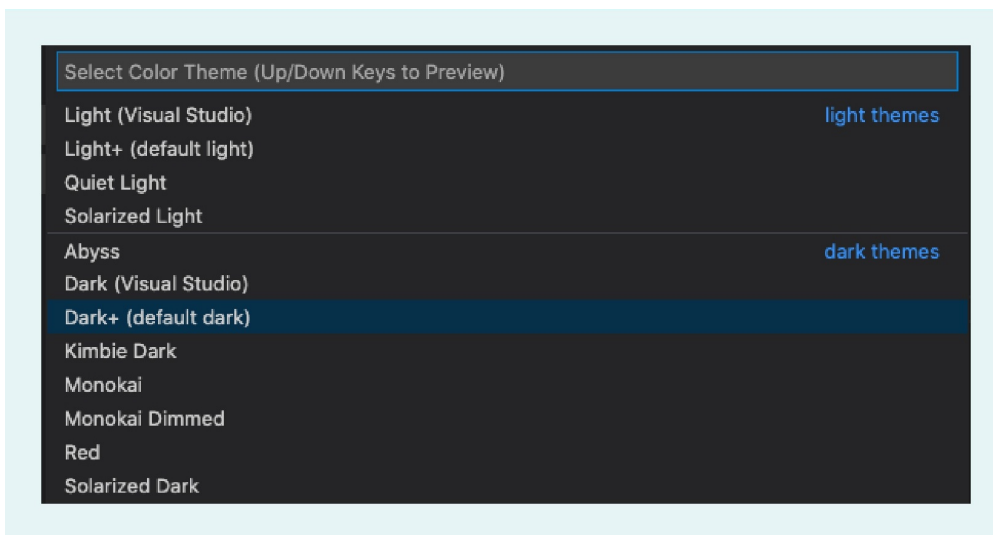 Select Color Theme (Up/Down Keys to Preview)
Light (Visual Studio) light themes
Light+ (default light)
Quiet Light
Solarized Light
Abyss dark themes
Dark (Visual Studio)
Dark+ (default dark)
Kimbie Dark
Monokai
Monokai Dimmed
Red
Solarized Dark